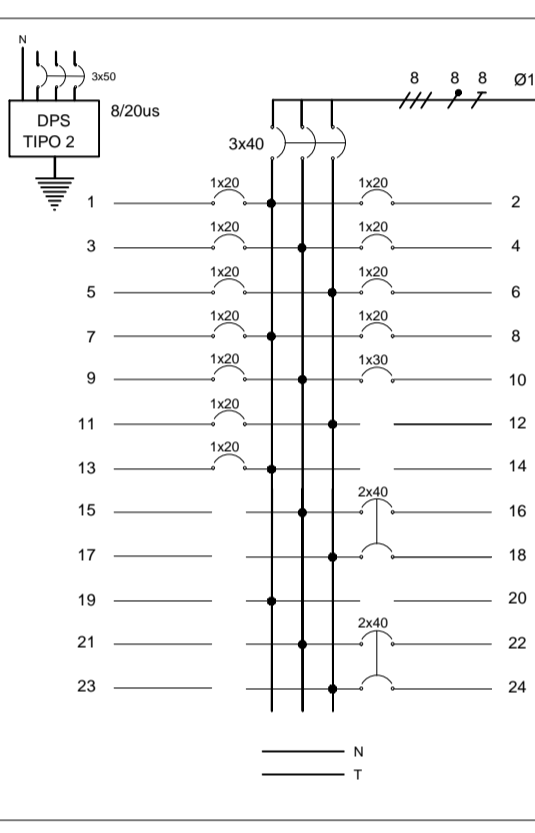 N
3x50
DPS
TIPO 2
8/20us
8 8 8 Ø1
3x40
1 1x20 1x20 2
3 1x20 1x20 4
5 1x20 1x20 6
7 1x20 1x20 8
9 1x20 1x30 10
11 1x20 12
13 1x20 14
15 2x40 16
17 18
19 20
21 2x40 22
23 24
N
T